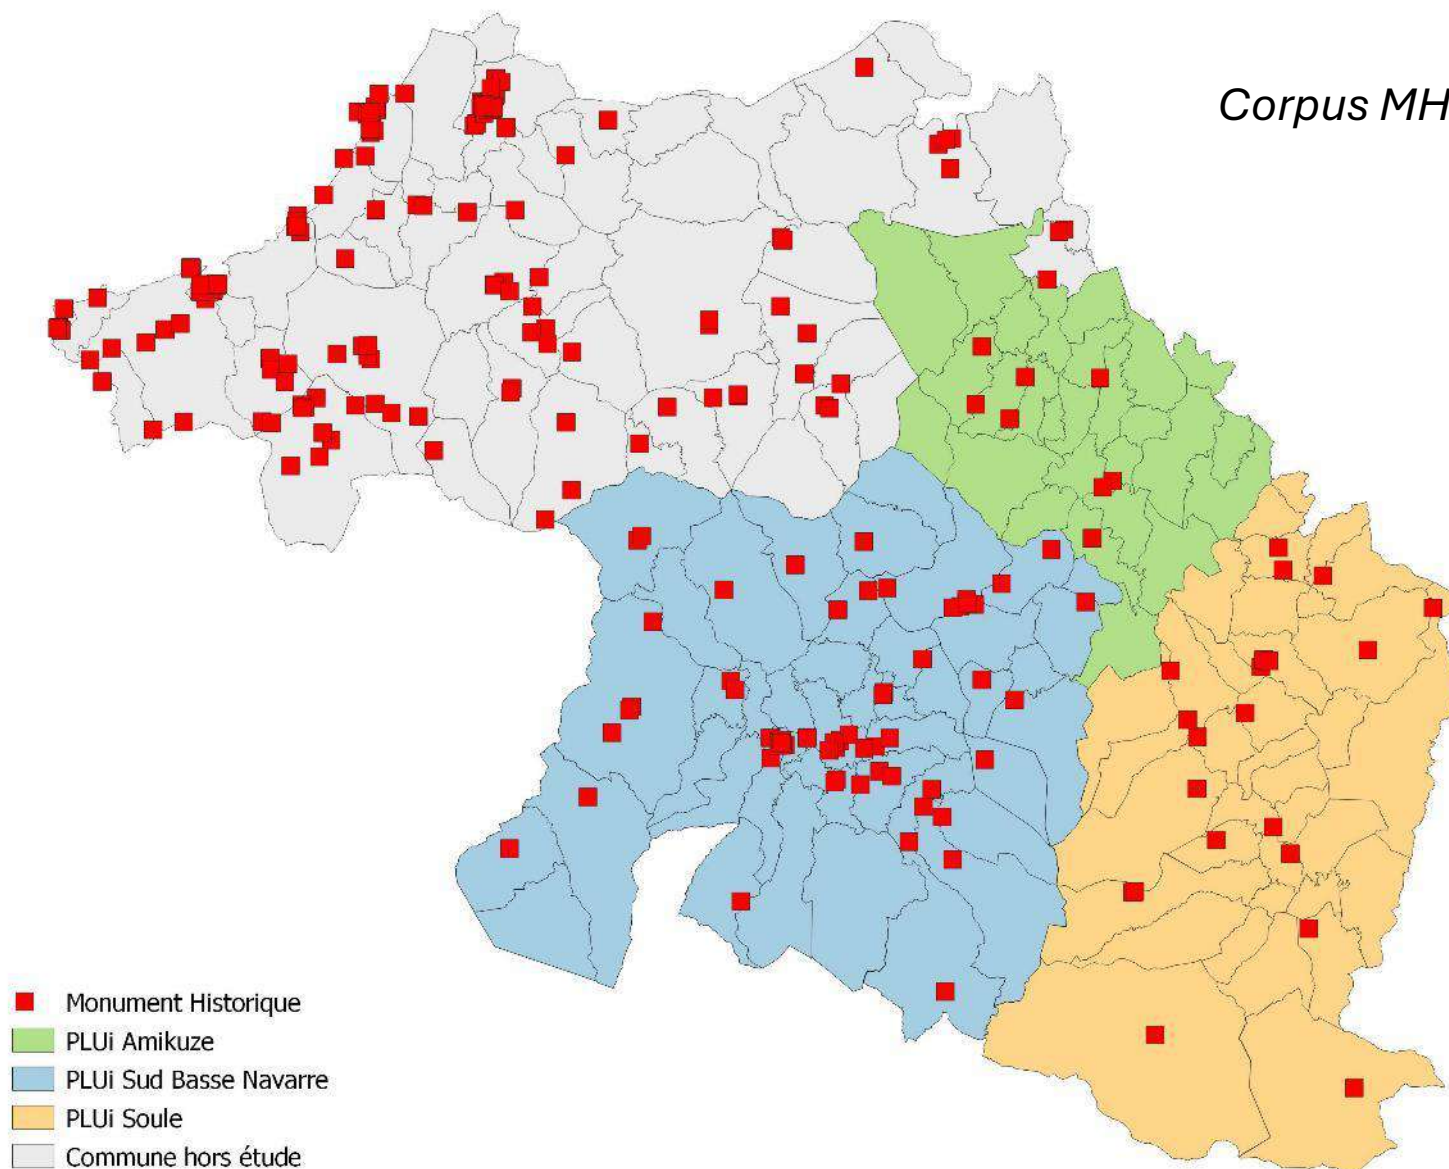 Corpus MH
Monument Historique
PLUi Amikuze
PLUi Sud Basse Navarre
PLUi Soule
Commune hors étude